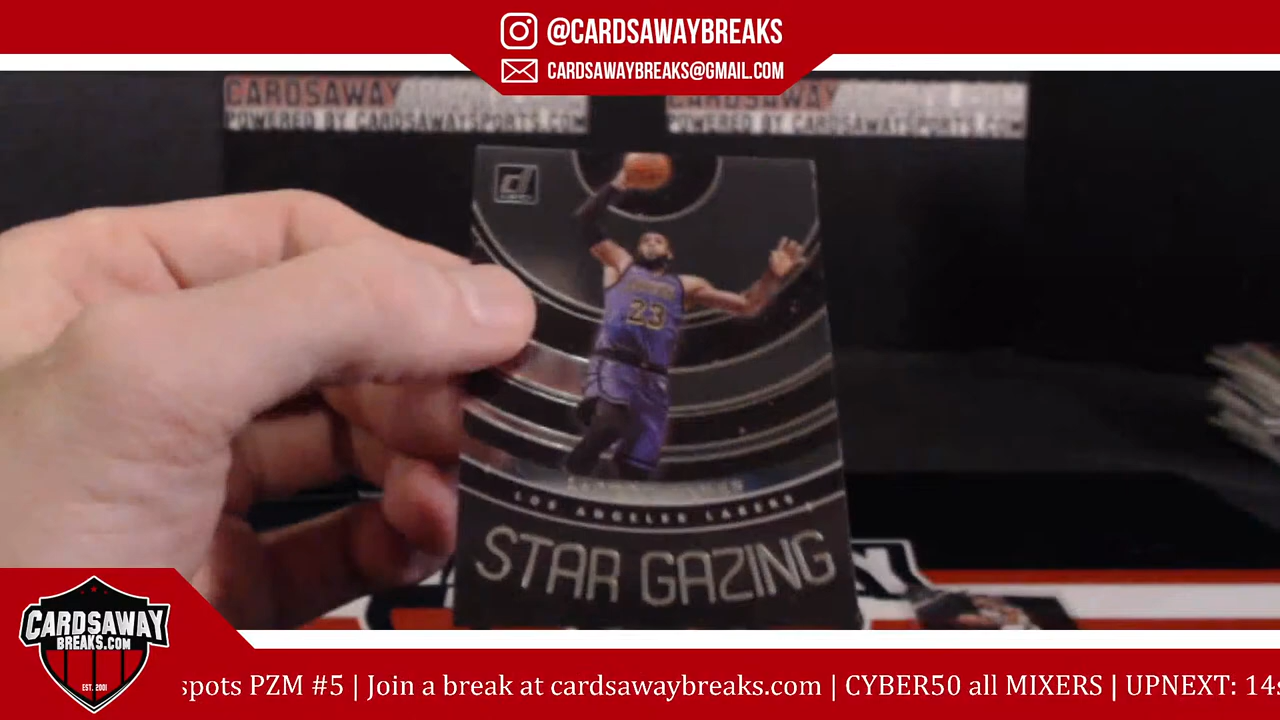 @CARDSAWAYBREAKS
CARDSAWAYBREAKS@GMAIL.COM
CARDSAWAY
CARDSAWAY
POWERED BY CARDSAWAYSPORTS.COM
POWERED BY CARDSAWAYSPORTS.COM
d
23
LOS ANGELES LAKERS
STAR GAZING
CARDSAWAY
BREAKS.COM
EST. 2001
spots PZM #5 | Join a break at cardsawaybreaks.com | CYBER50 all MIXERS | UPNEXT: 14s